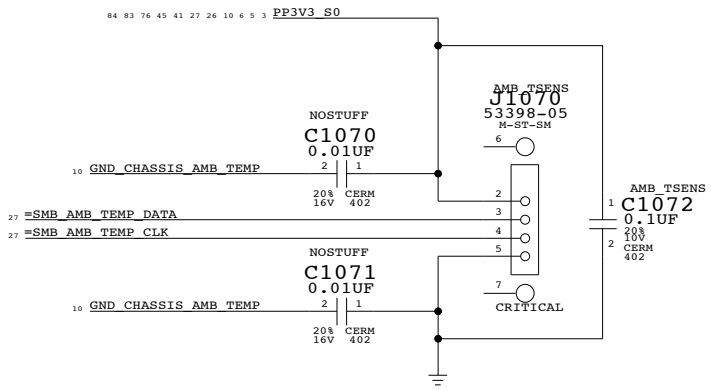 84 83 76 45 41 27 26 10 6 5 3 PP3V3_S0
AMB_TSENS
J1070
53398-05
M-ST-SM
6
NOSTUFF
C1070
0.01UF
10 GND_CHASSIS_AMB_TEMP
2 1
20% CERM
16V 402
2
27 =SMB_AMB_TEMP_DATA
3
27 =SMB_AMB_TEMP_CLK
4
5
AMB_TSENS
1 C1072
0.1UF
20%
10V
2 CERM
402
NOSTUFF
C1071
0.01UF
10 GND_CHASSIS_AMB_TEMP
2 1
20% CERM
16V 402
7
CRITICAL